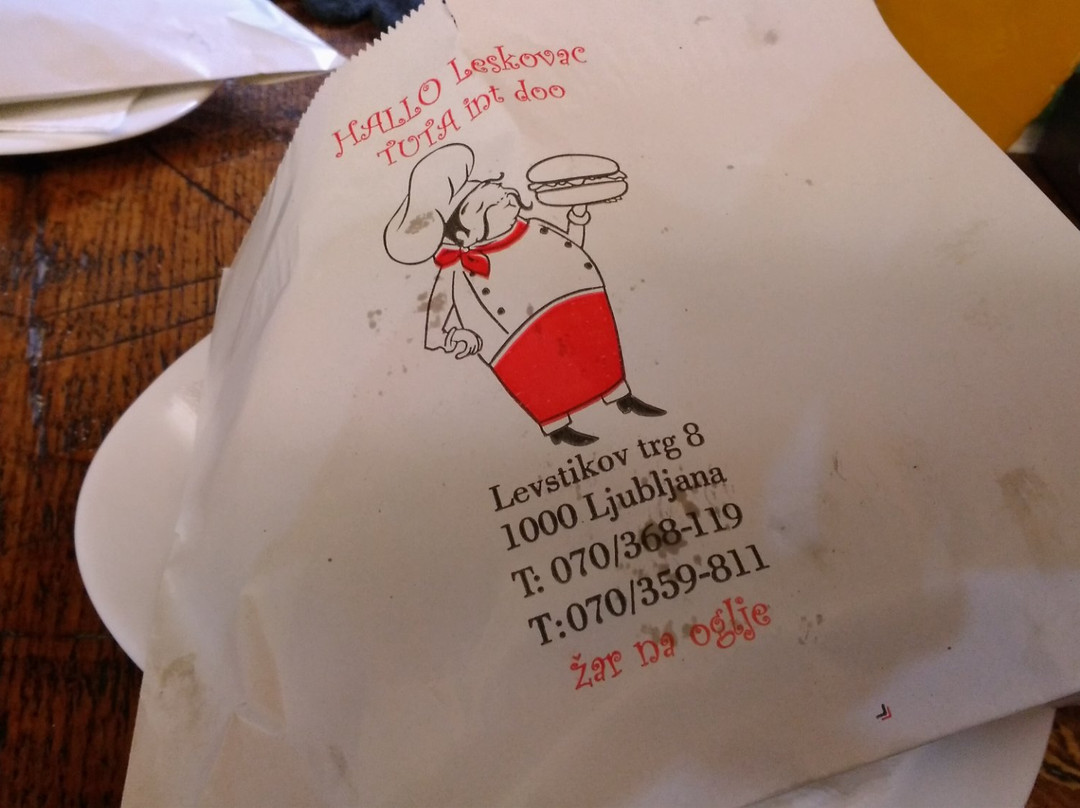 HALLO Leskovac
TUTA int doo
Levstikov trg 8
1000 Ljubljana
T: 070/368-119
T:070/359-811
žar na oglje